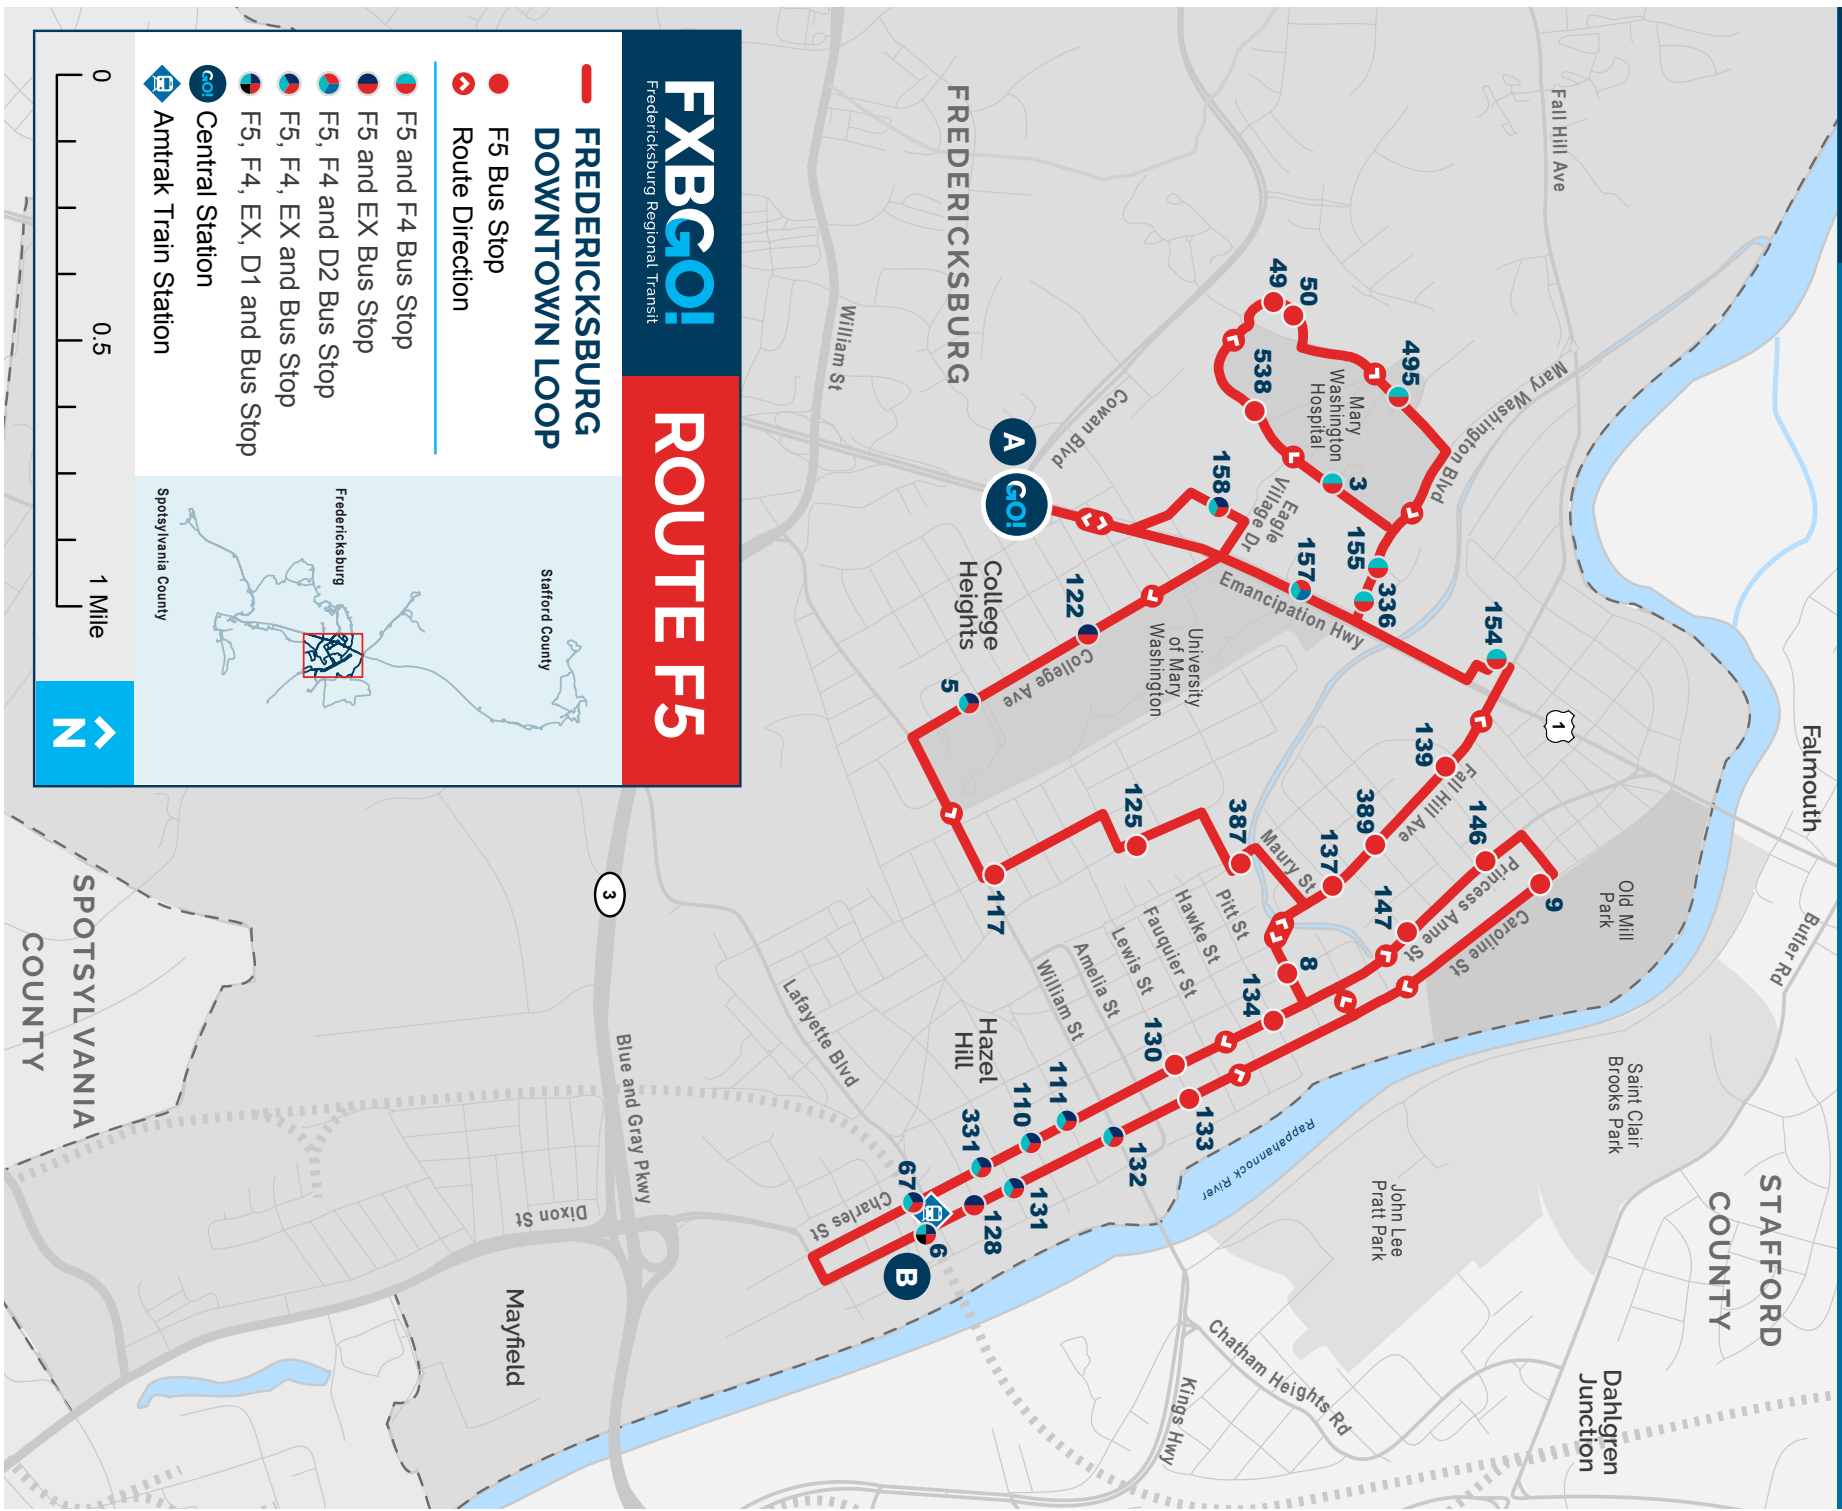 FXBGO!
Fredericksburg Regional Transit
ROUTE F5
FREDERICKSBURG
DOWNTOWN LOOP
F5 Bus Stop
Route Direction
F5 and F4 Bus Stop
F5 and EX Bus Stop
F5, F4 and D2 Bus Stop
F5, F4, EX and Bus Stop
F5, F4, EX, D1 and Bus Stop
GO!
Central Station
Amtrak Train Station
0
0.5
1 Mile
Stafford County
Fredericksburg
Spotsylvania County
N
Falmouth
Butler Rd
STAFFORD
COUNTY
Dahlgren
Junction
Saint Clair
Brooks Park
Old Mill
Park
John Lee
Pratt Park
Chatham Heights Rd
Kings Hwy
Rappahannock River
Fall Hill Ave
1
Mary Washington Blvd
Mary
Washington
Hospital
Eagle
Village Dr
Emancipation Hwy
Cowan Blvd
William St
FREDERICKSBURG
A
GO!
College
Heights
University
of Mary
Washington
College Ave
Fall Hill Ave
Princess Anne St
Caroline St
Maury St
Pitt St
Hawke St
Fauquier St
Lewis St
Amelia St
William St
Hazel
Hill
Lafayette Blvd
Blue and Gray Pkwy
3
Charles St
Dixon St
B
Mayfield
SPOTSYLVANIA
COUNTY
49
50
495
538
3
158
155
336
157
154
122
5
139
389
137
146
147
9
387
125
117
8
134
130
133
111
110
132
331
131
67
128
6